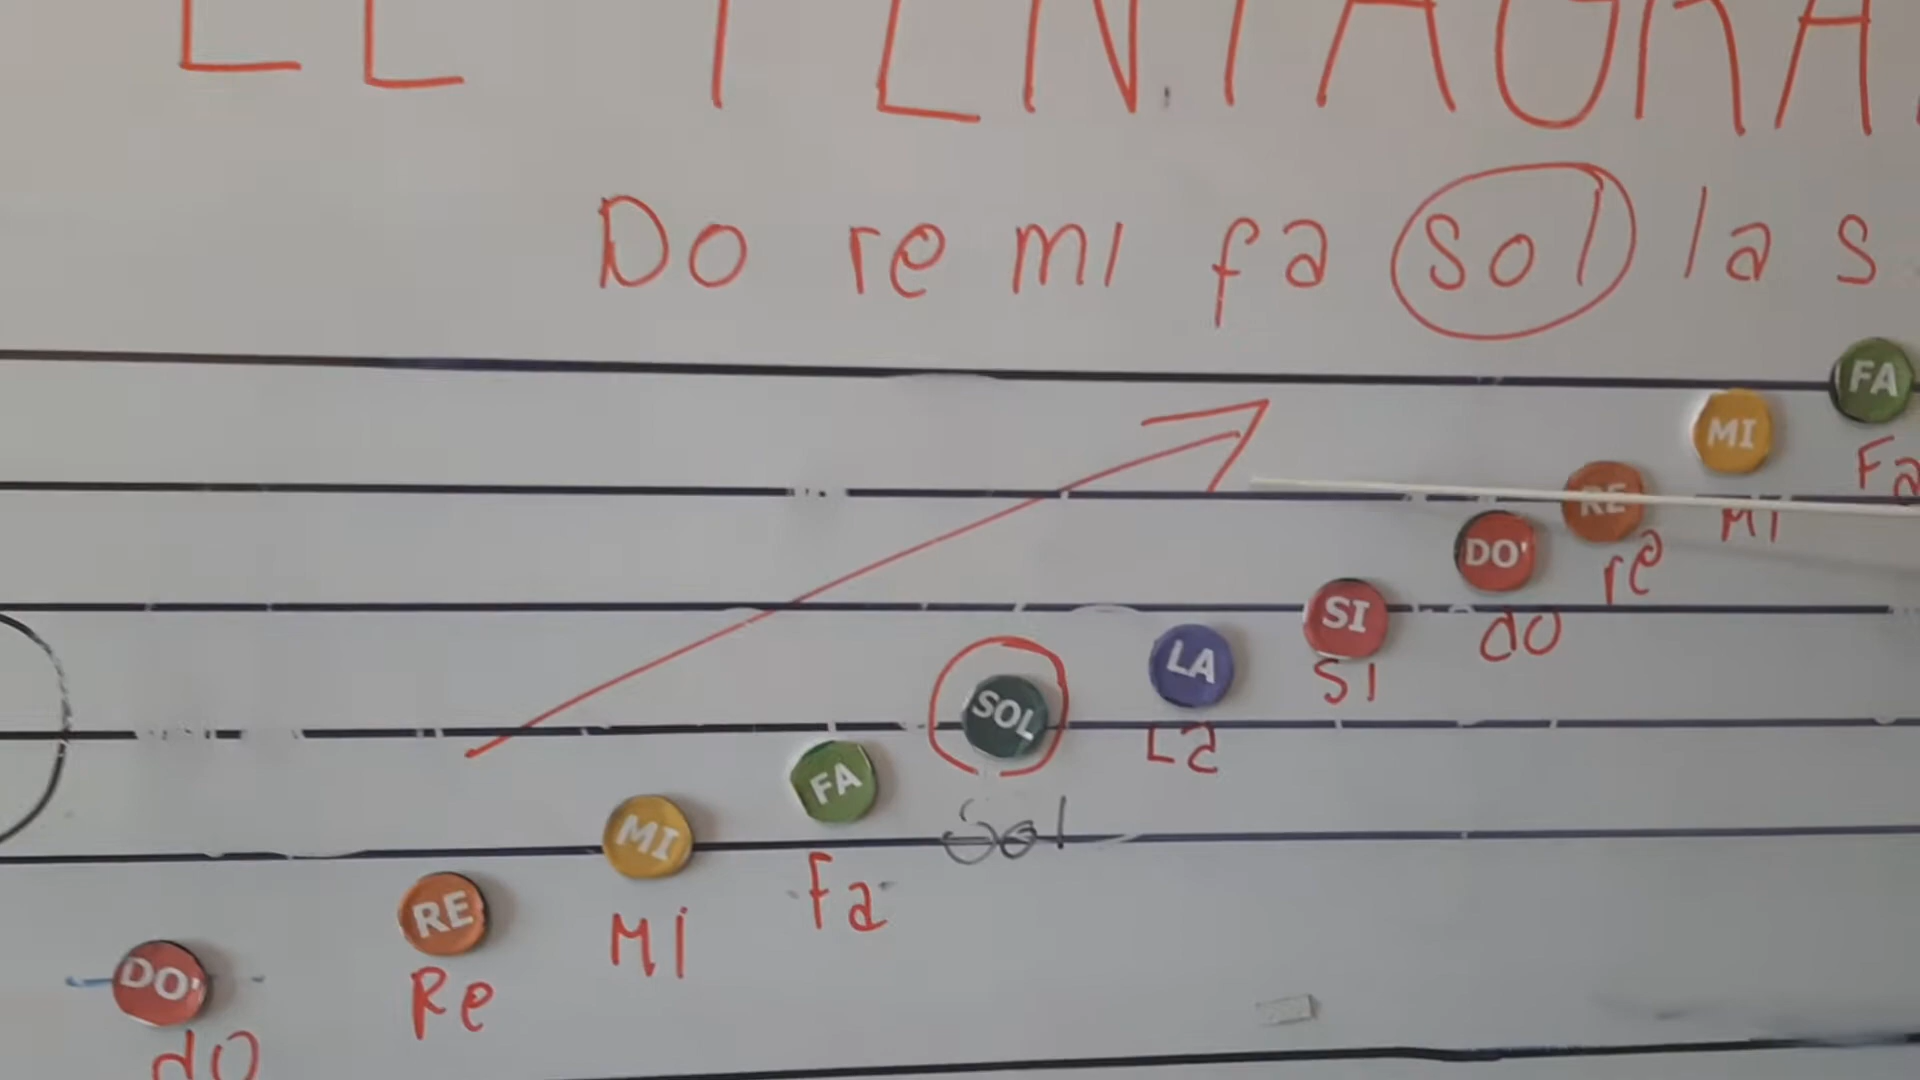 EL PENTAGRA
Do re mi fa sol la s
FA
MI
Fa
RE
MI
DO'
re
SI
do
LA
SI
SOL
La
FA
Sol
MI
Fa
RE
MI
DO'
Re
do